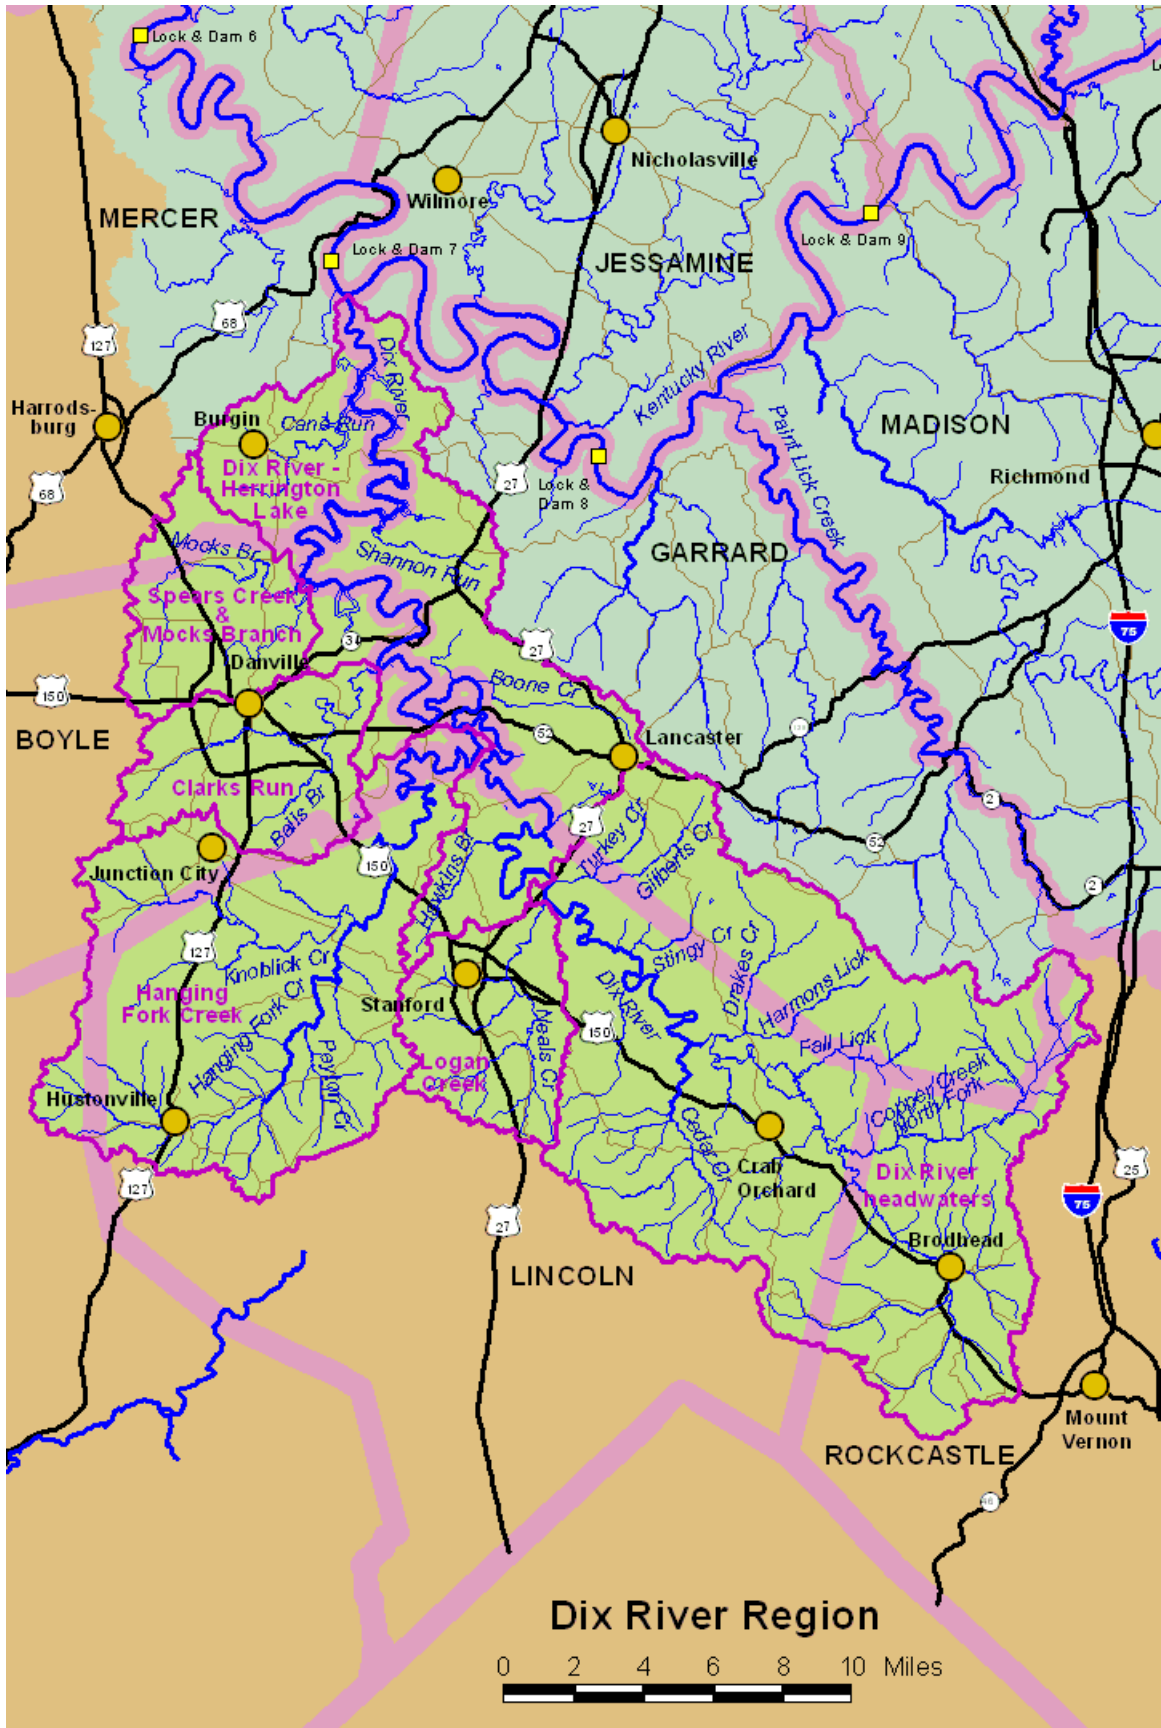 Lock & Dam 6
Nicholasville
Wilmore
MERCER
Lock & Dam 9
Lock & Dam 7
JESSAMINE
68
127
Dix River
Kentucky River
Harrods-
burg
Burgin
Cane Run
Paint Lick Creek
MADISON
Dix River -
Herrington
Lake
68
27
Lock &
Dam 8
Richmond
Mocks Br
Shannon Run
GARRARD
Spears Creek
&
Mocks Branch
34
27
75
Danville
150
Boone Cr
BOYLE
52
Lancaster
Clarks Run
Balls Br
27
Turkey Cr
Gilberts Cr
2
52
Junction City
150
Hawkins Br
2
127
Knoblick Cr
Stingy Cr
Drakes Cr
Harmons Lick
Hanging
Fork Creek
Hanging Fork Cr
Stanford
Dix River
150
Neals Cr
Fall Lick
Peyton Cr
Logan
Creek
Copper Creek
North Fork
Hustonville
Cedar Cr
Crab
Orchard
Dix River
headwaters
25
127
75
27
Brodhead
LINCOLN
Mount
Vernon
ROCKCASTLE
Dix River Region
0 2 4 6 8 10 Miles